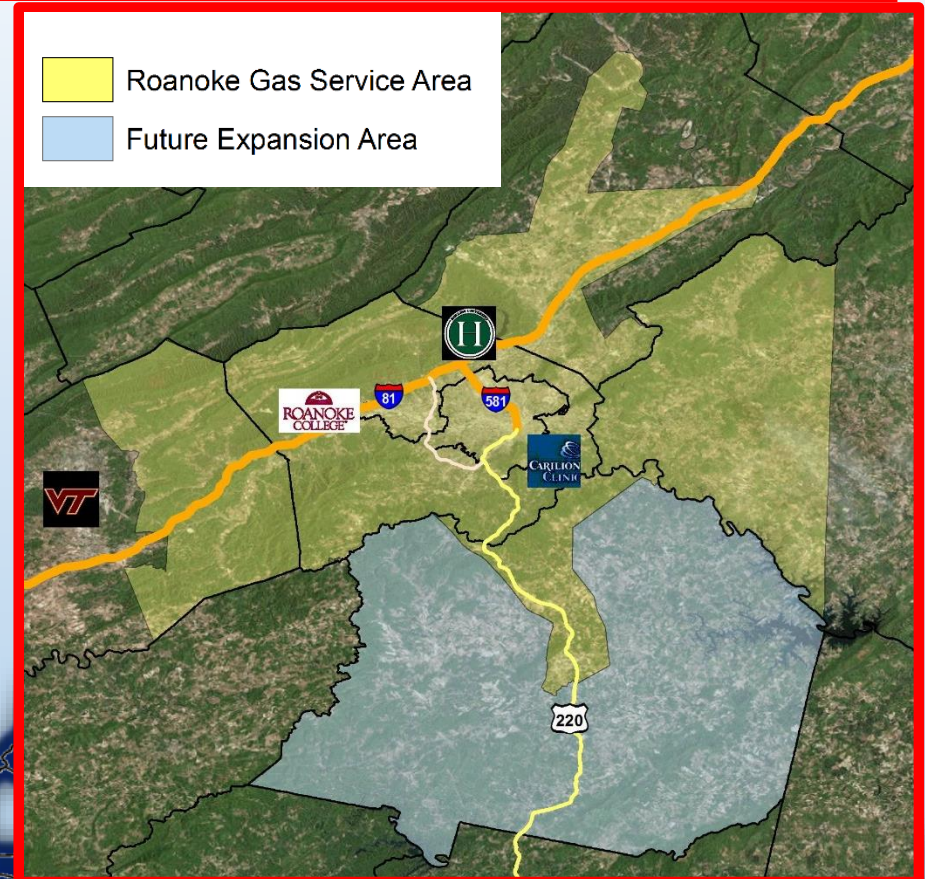 Roanoke Gas Service Area
Future Expansion Area
H
81
581
ROANOKE
COLLEGE
CARILION
CLINIC
VT
220